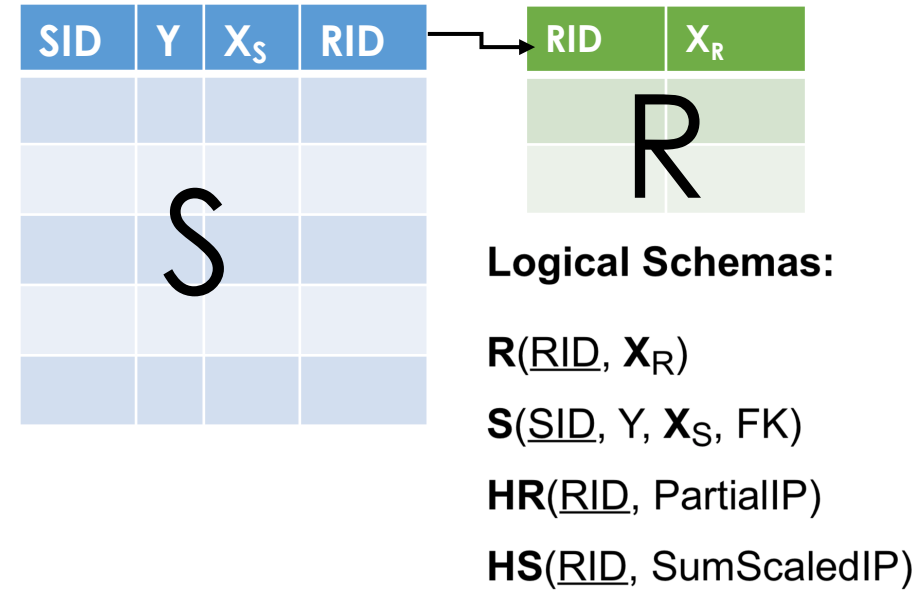 SID Y XS RID
RID XR
S
R
Logical Schemas:
R(RID, XR)
S(SID, Y, XS, FK)
HR(RID, PartialIP)
HS(RID, SumScaledIP)